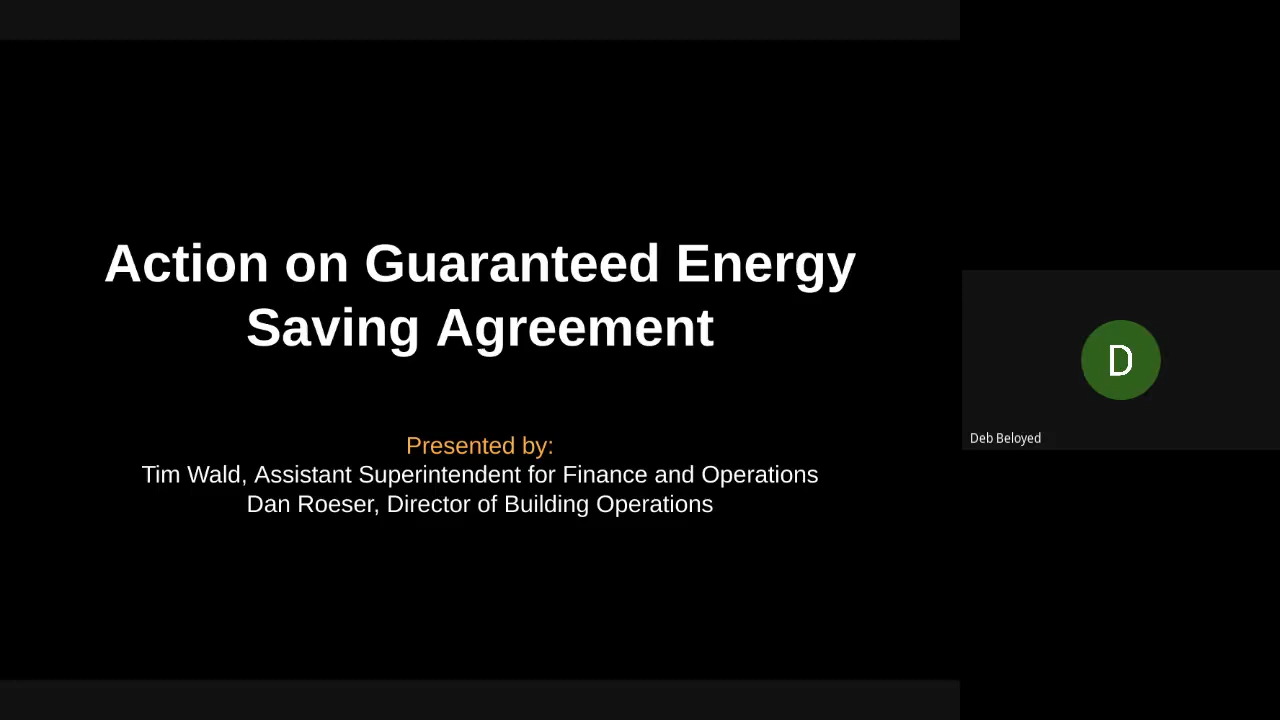 Action on Guaranteed Energy
Saving Agreement
Presented by:
Tim Wald, Assistant Superintendent for Finance and Operations
Dan Roeser, Director of Building Operations
D
Deb Beloyed